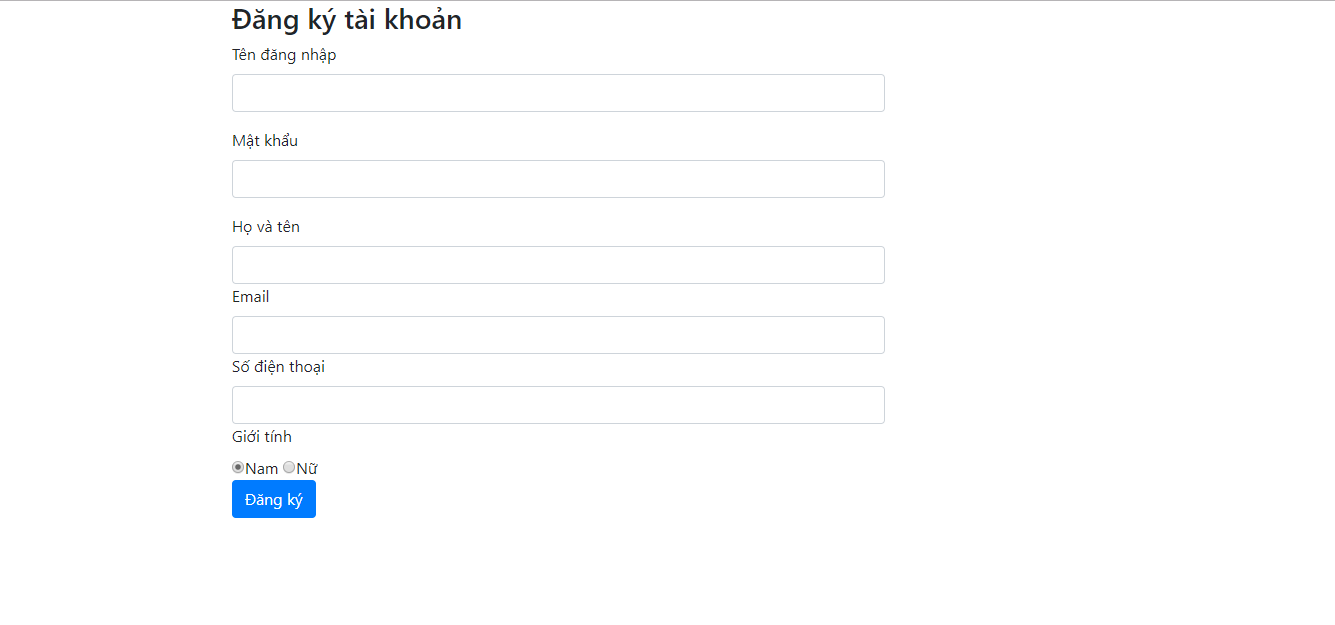 Đăng ký tài khoản
Tên đăng nhập
Mật khẩu
Họ và tên
Email
Số điện thoại
Giới tính
Nam Nữ
Đăng ký